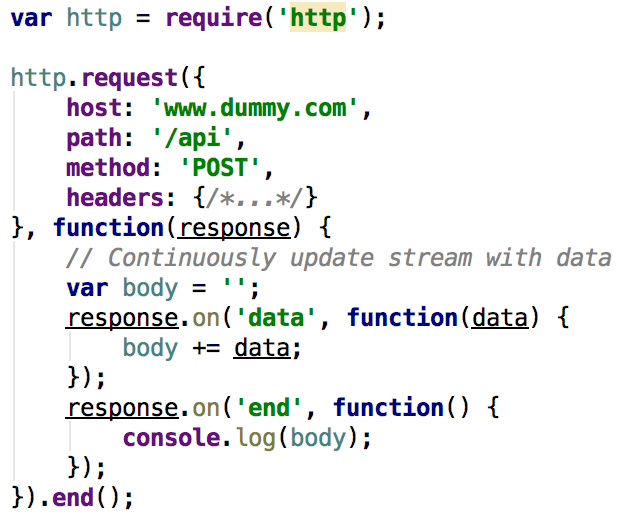 var http = require('http');

http.request({
    host: 'www.dummy.com',
    path: '/api',
    method: 'POST',
    headers: {/*...*/}
}, function(response) {
    // Continuously update stream with data
    var body = '';
    response.on('data', function(data) {
        body += data;
    });
    response.on('end', function() {
        console.log(body);
    });
}).end();